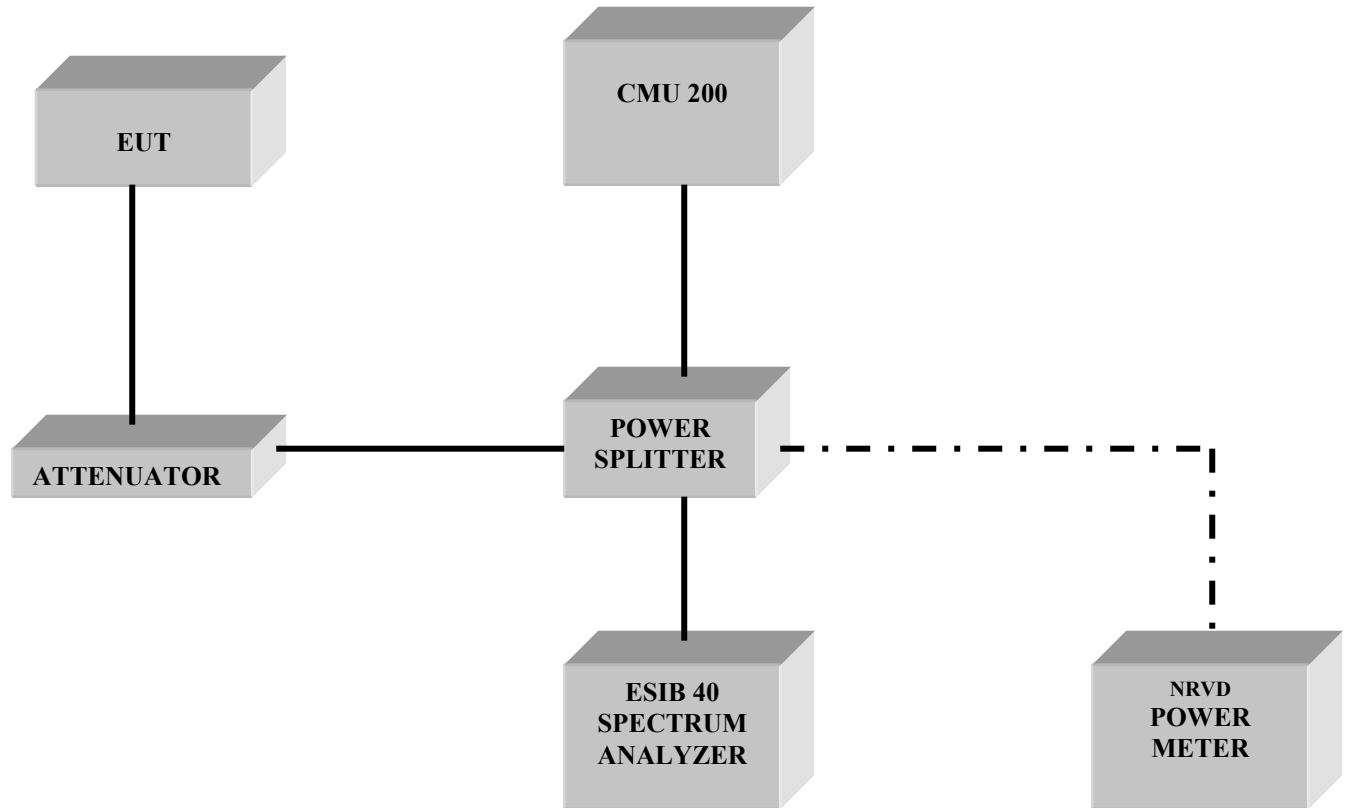 EUT
CMU 200
ATTENUATOR
POWER
SPLITTER
ESIB 40
SPECTRUM
ANALYZER
NRVD
POWER
METER